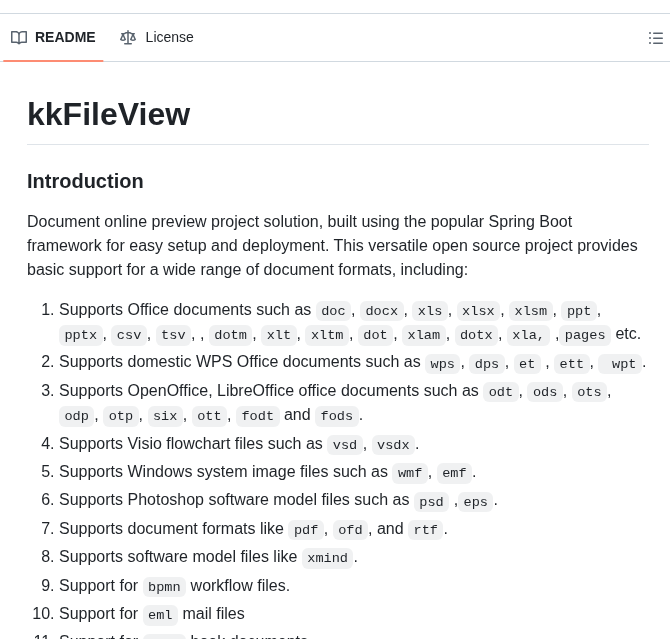 README License
kkFileView
Introduction
Document online preview project solution, built using the popular Spring Boot
framework for easy setup and deployment. This versatile open source project provides
basic support for a wide range of document formats, including:
1. Supports Office documents such as doc , docx , xls , xlsx , xlsm , ppt ,
pptx , csv , tsv , , dotm , xlt , xltm , dot , xlam , dotx , xla, ,pages etc.
2. Supports domestic WPS Office documents such as wps , dps , et , ett , wpt .
3. Supports OpenOffice, LibreOffice office documents such as odt , ods , ots ,
odp , otp , six , ott , fodt and fods .
4. Supports Visio flowchart files such as vsd , vsdx .
5. Supports Windows system image files such as wmf , emf .
6. Supports Photoshop software model files such as psd ,eps .
7. Supports document formats like pdf , ofd , and rtf .
8. Supports software model files like xmind .
9. Support for bpmn workflow files.
10. Support for eml mail files